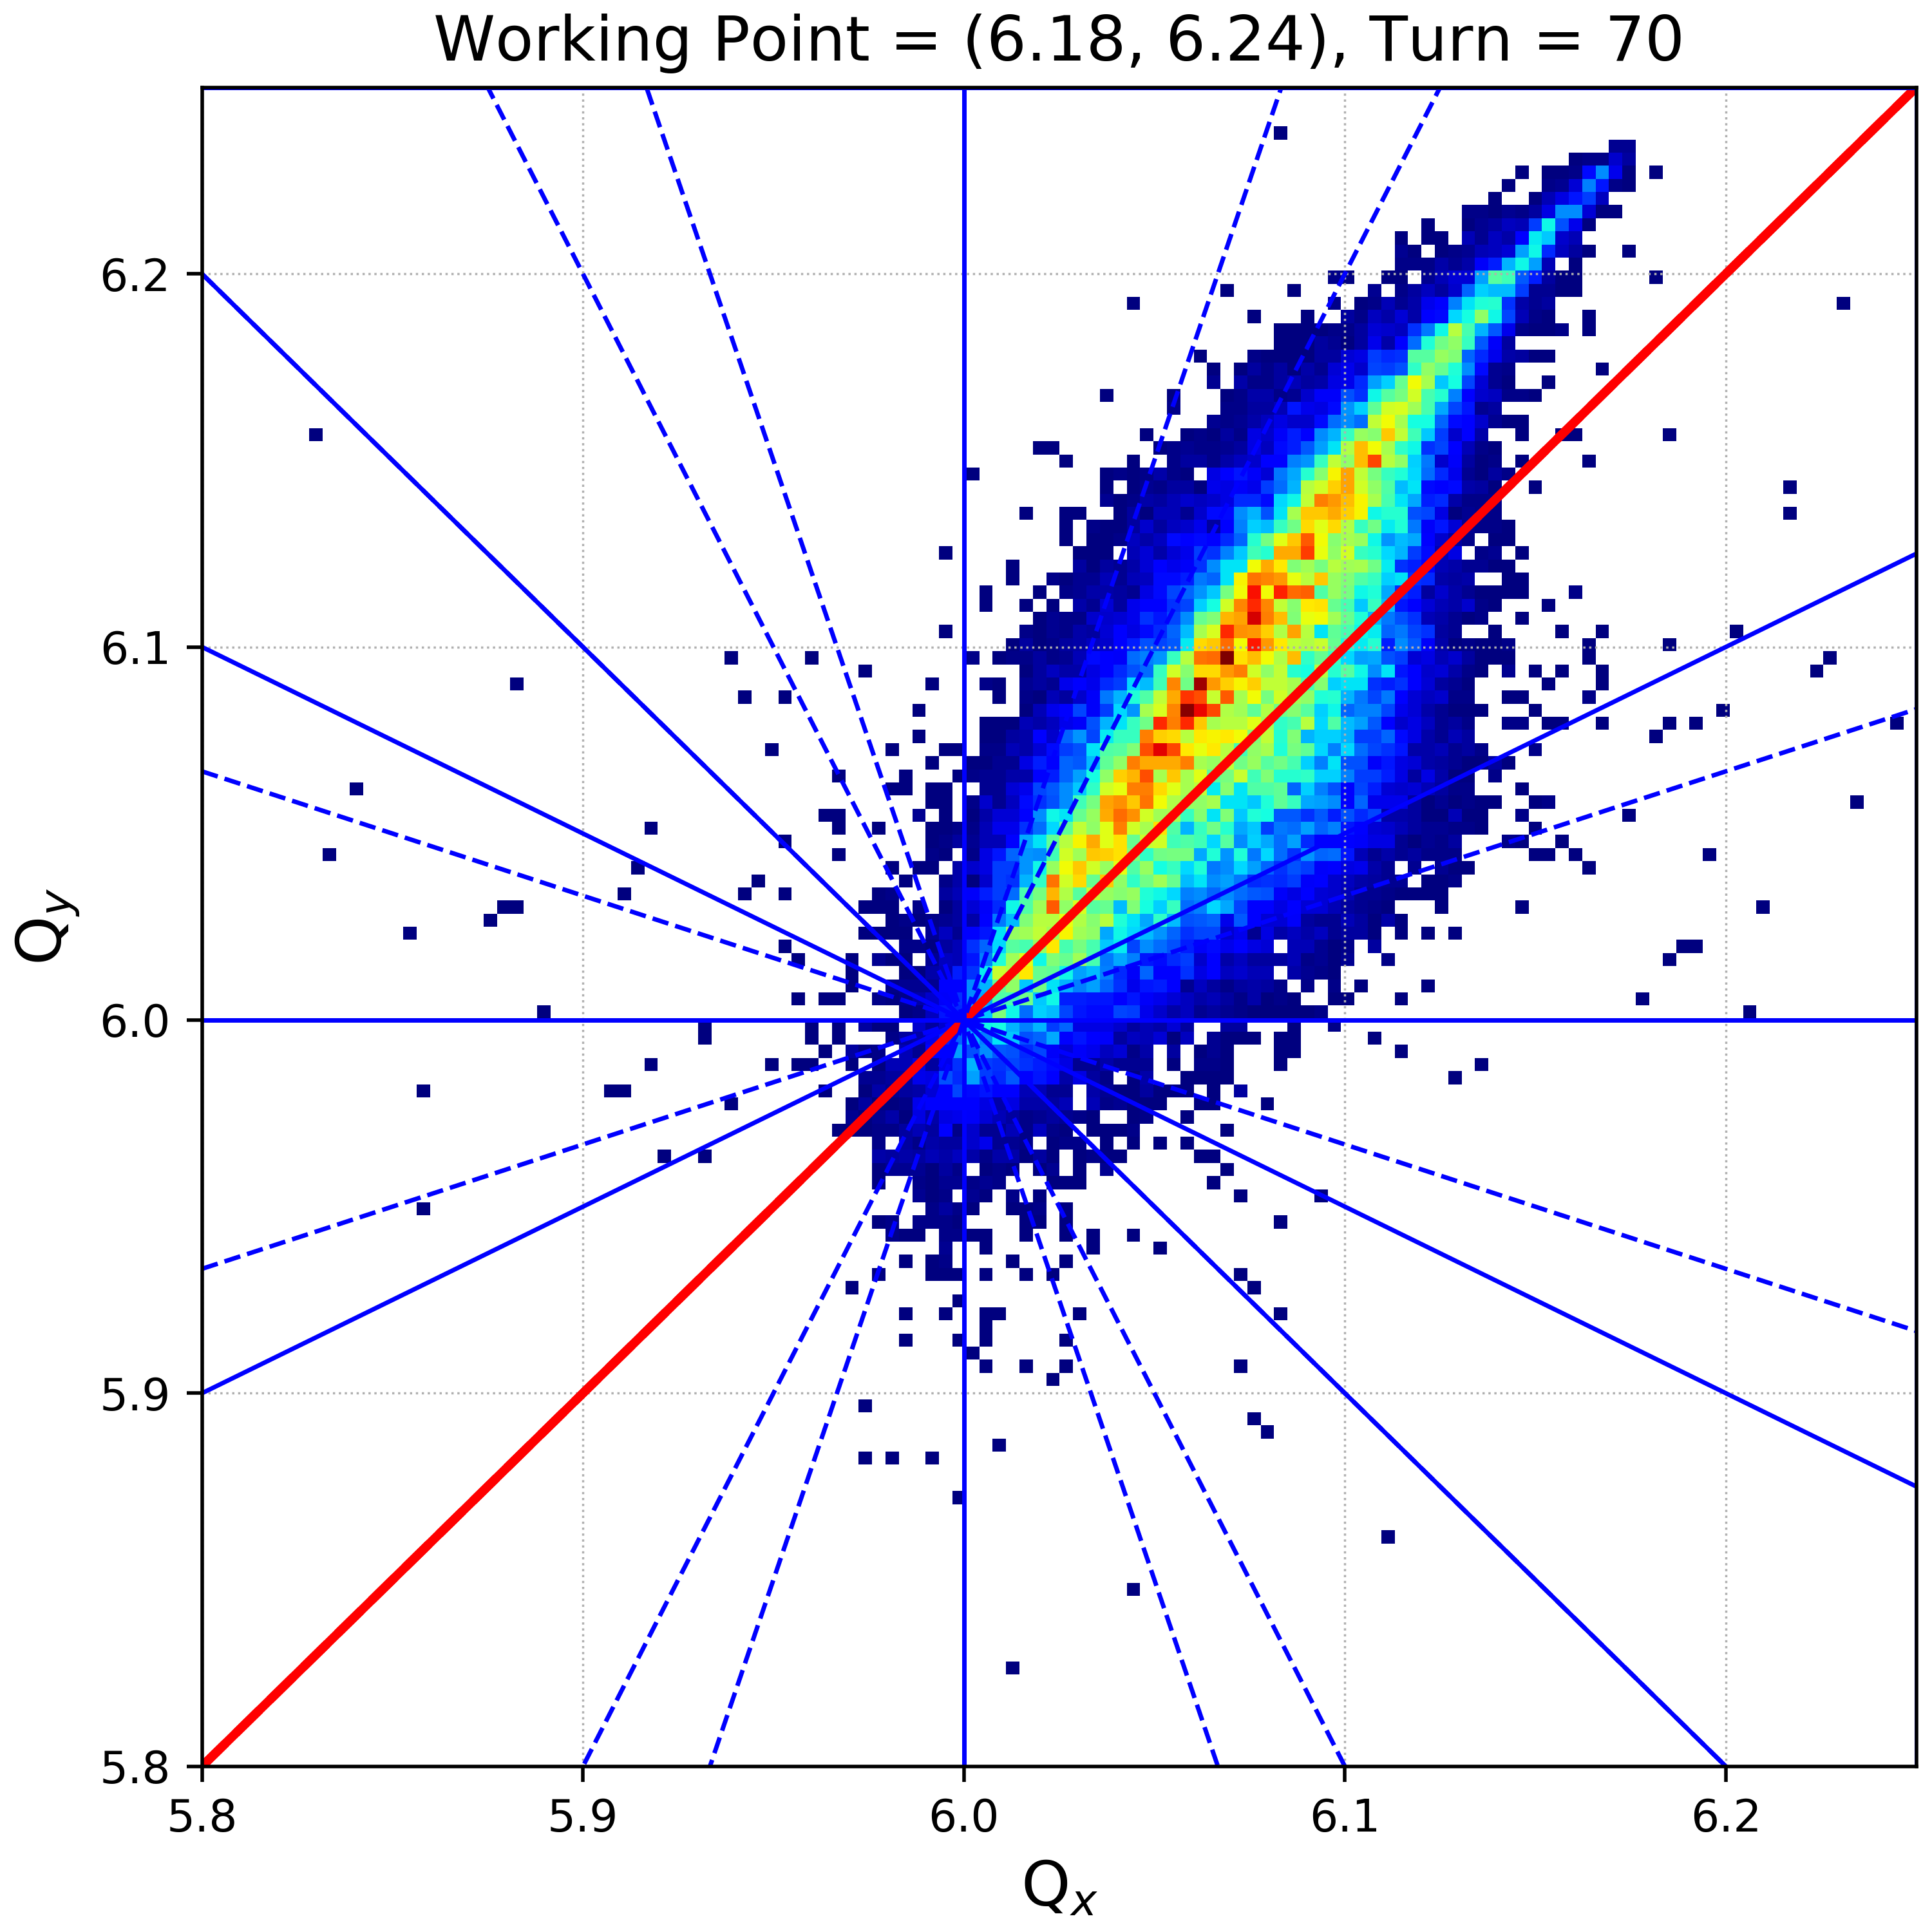 Working Point = (6.18, 6.24), Turn = 70
6.2
6.1
6.0
5.9
5.8
Qy
5.8 5.9 6.0 6.1 6.2
Qx